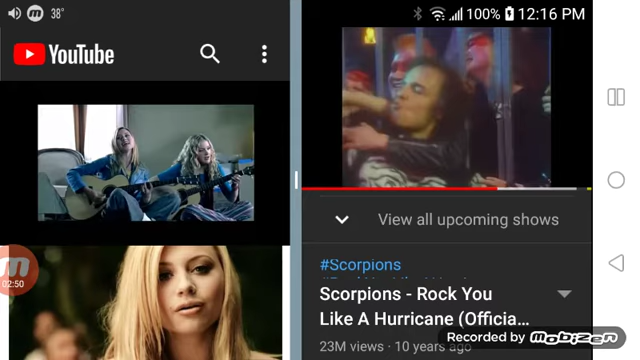 38°
100% 12:16 PM
YouTube
View all upcoming shows
#Scorpions
Scorpions - Rock You
Like A Hurricane (Officia...
23M views · 10 years ago
02:50
Recorded by mobizen